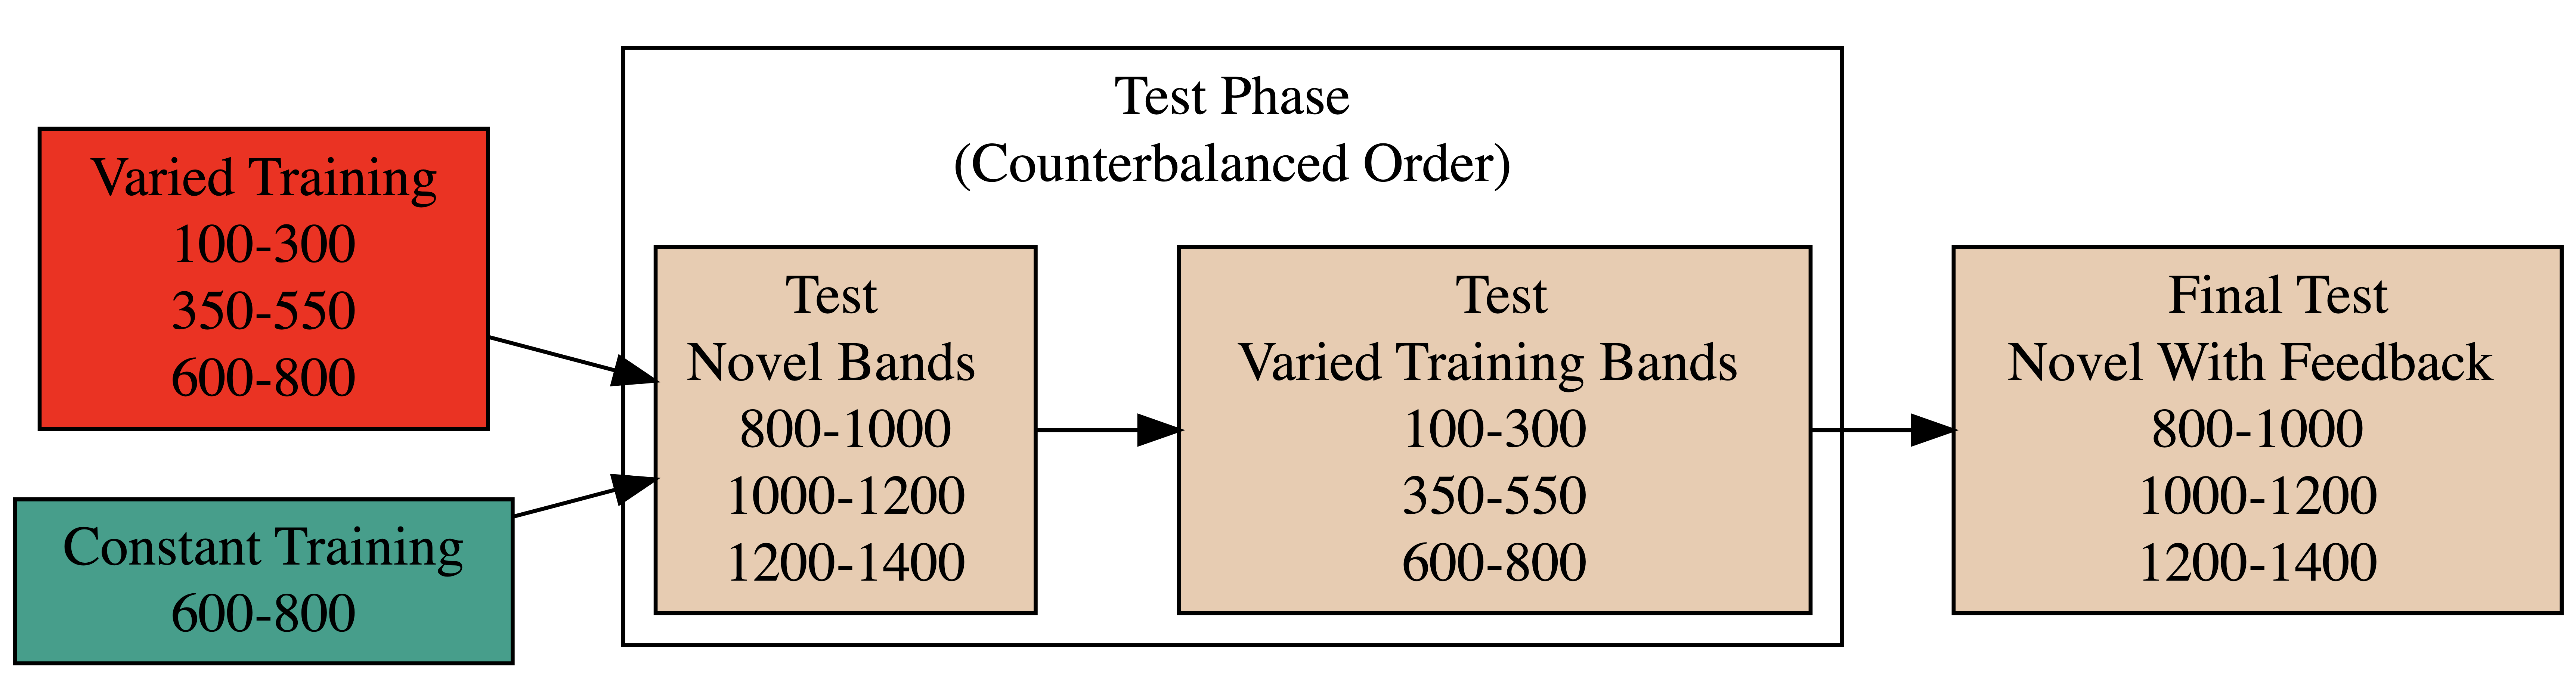 Varied Training
100-300
350-550
600-800
Constant Training
600-800
Test Phase
(Counterbalanced Order)
Test
Novel Bands
800-1000
1000-1200
1200-1400
Test
Varied Training Bands
100-300
350-550
600-800
Final Test
Novel With Feedback
800-1000
1000-1200
1200-1400